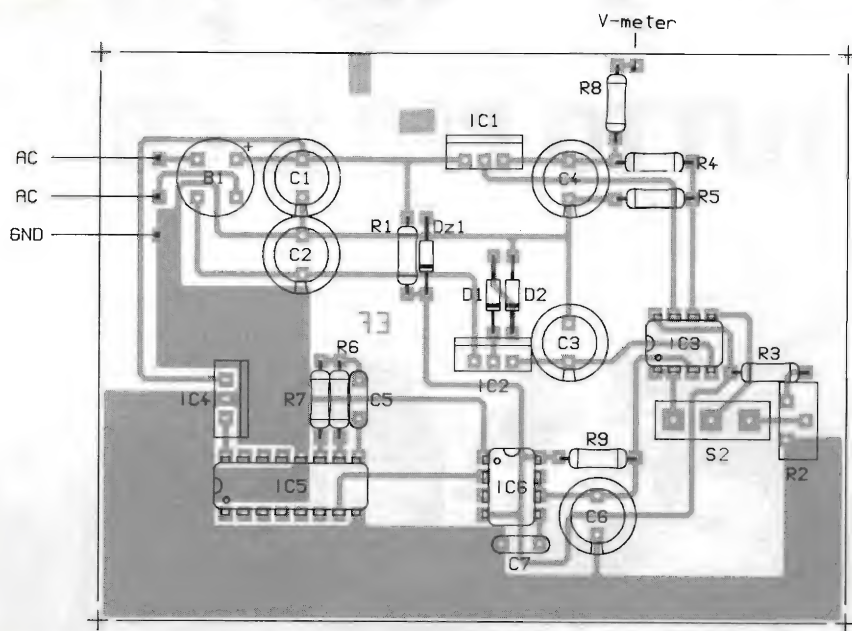 V-meter
R8
IC1
AC
B1
+
C1
C4
R4
AC
R5
GND
C2
R1
Dz1
D1
D2
C3
IC3
R3
R6
IC2
IC4
R7
C5
S2
R2
R9
IC5
IC6
C6
C7